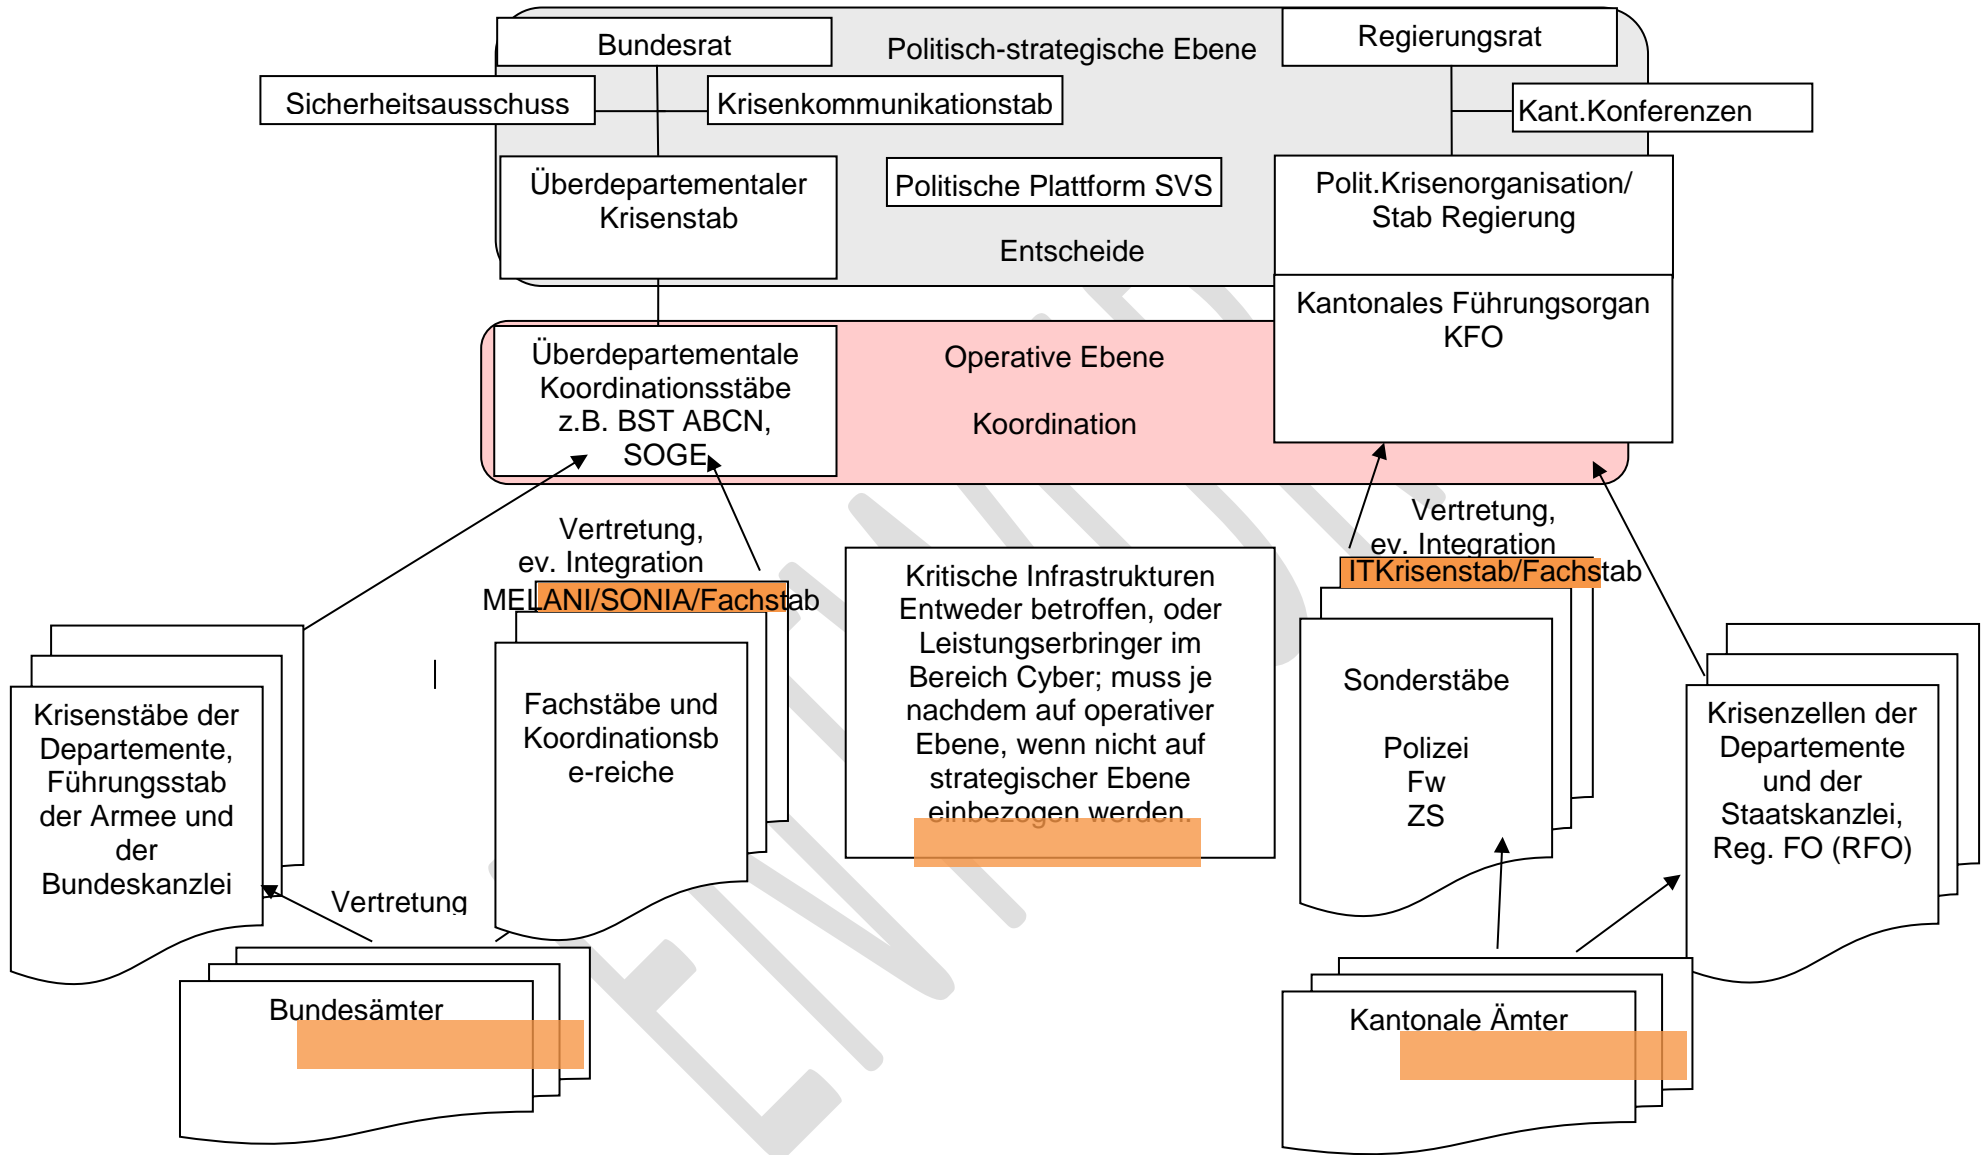 Bundesrat
Politisch-strategische Ebene
Regierungsrat
Sicherheitsausschuss
Krisenkommunikationstab
Kant.Konferenzen
Überdepartementaler
Krisenstab
Politische Plattform SVS
Entscheide
Polit.Krisenorganisation/
Stab Regierung
Kantonales Führungsorgan
KFO
Überdepartementale
Koordinationsstäbe
z.B. BST ABCN,
SOGE
Operative Ebene
Koordination
Vertretung,
ev. Integration
MELANI/SONIA/Fachstab
Vertretung,
ev. Integration
ITKrisenstab/Fachstab
Krisenstäbe der
Departemente,
Führungsstab
der Armee und
der
Bundeskanzlei
Fachstäbe und
Koordinationsb
e-reiche
Kritische Infrastrukturen
Entweder betroffen, oder
Leistungserbringer im
Bereich Cyber; muss je
nachdem auf operativer
Ebene, wenn nicht auf
strategischer Ebene
einbezogen werden.
Sonderstäbe
Polizei
Fw
ZS
Krisenzellen der
Departemente
und der
Staatskanzlei,
Reg. FO (RFO)
Vertretung
Bundesämter
Kantonale Ämter